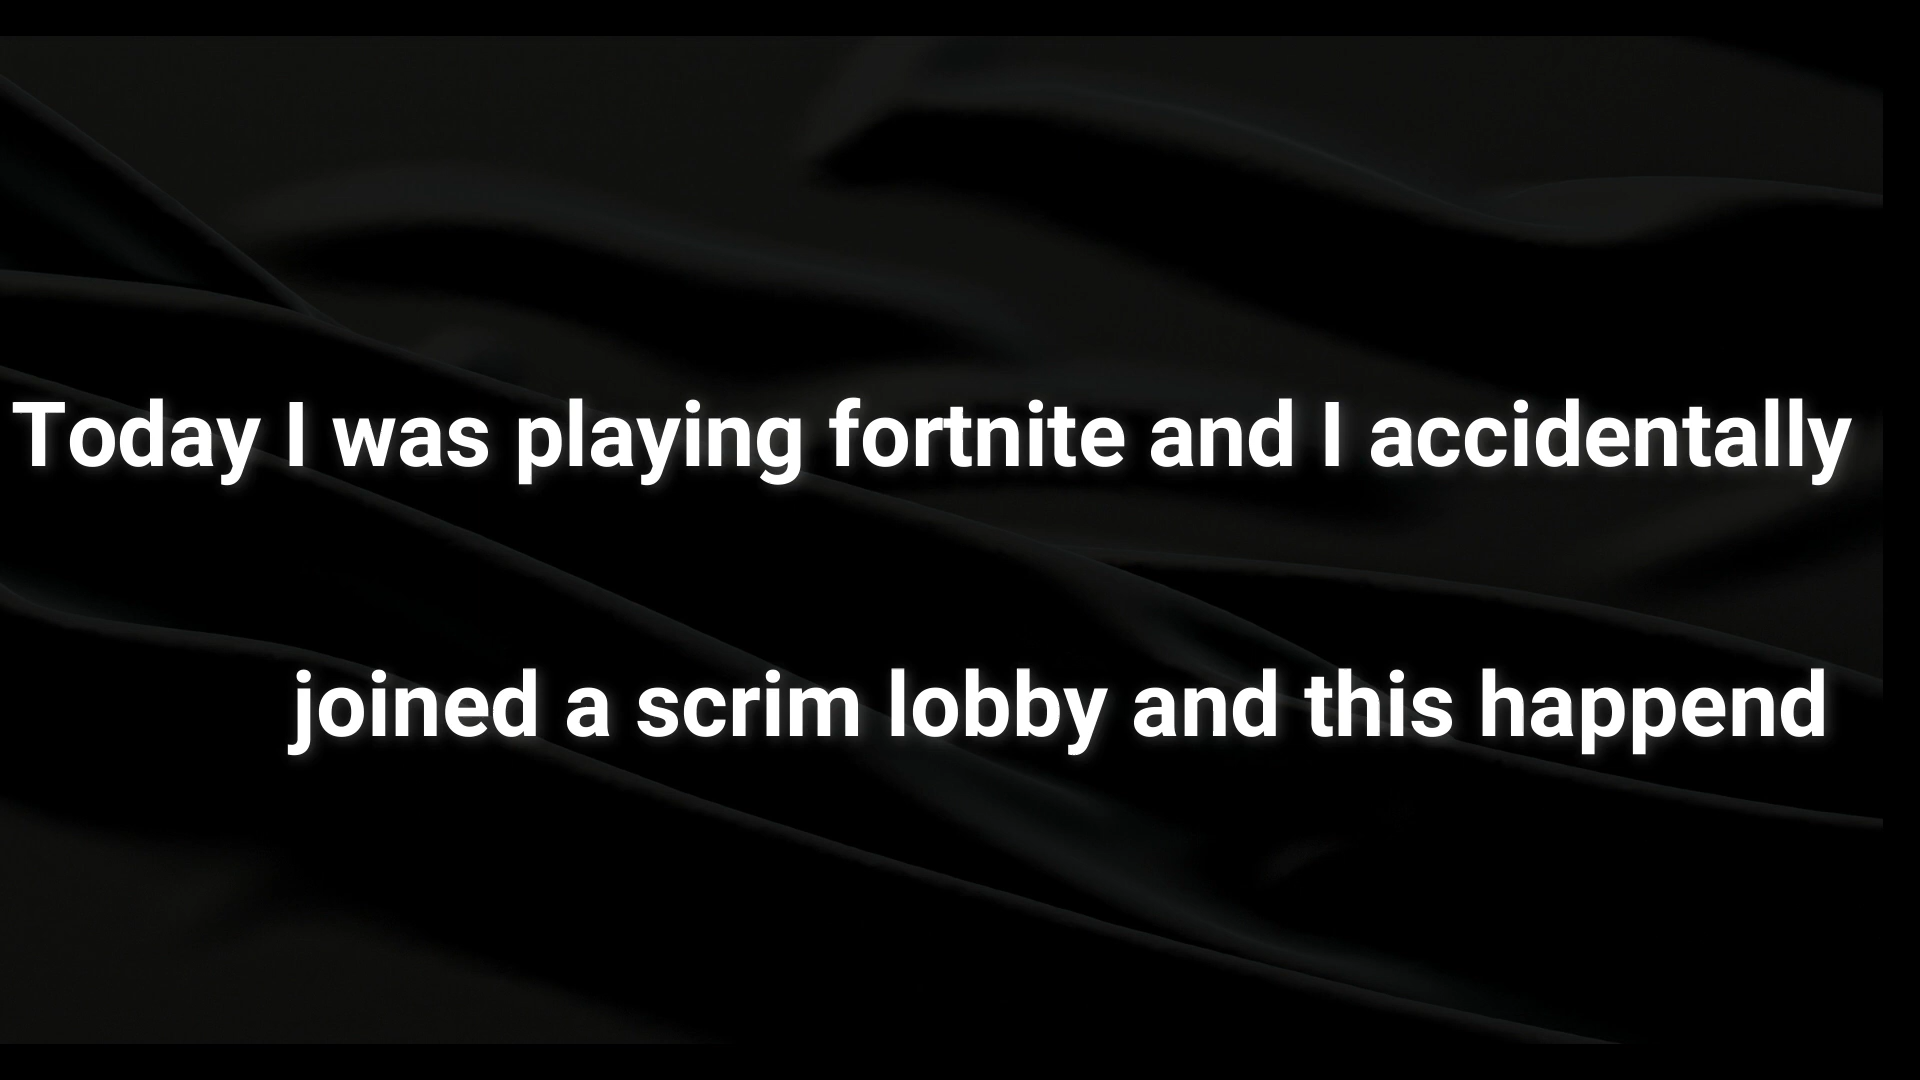 Today I was playing fortnite and I accidentally
joined a scrim lobby and this happend